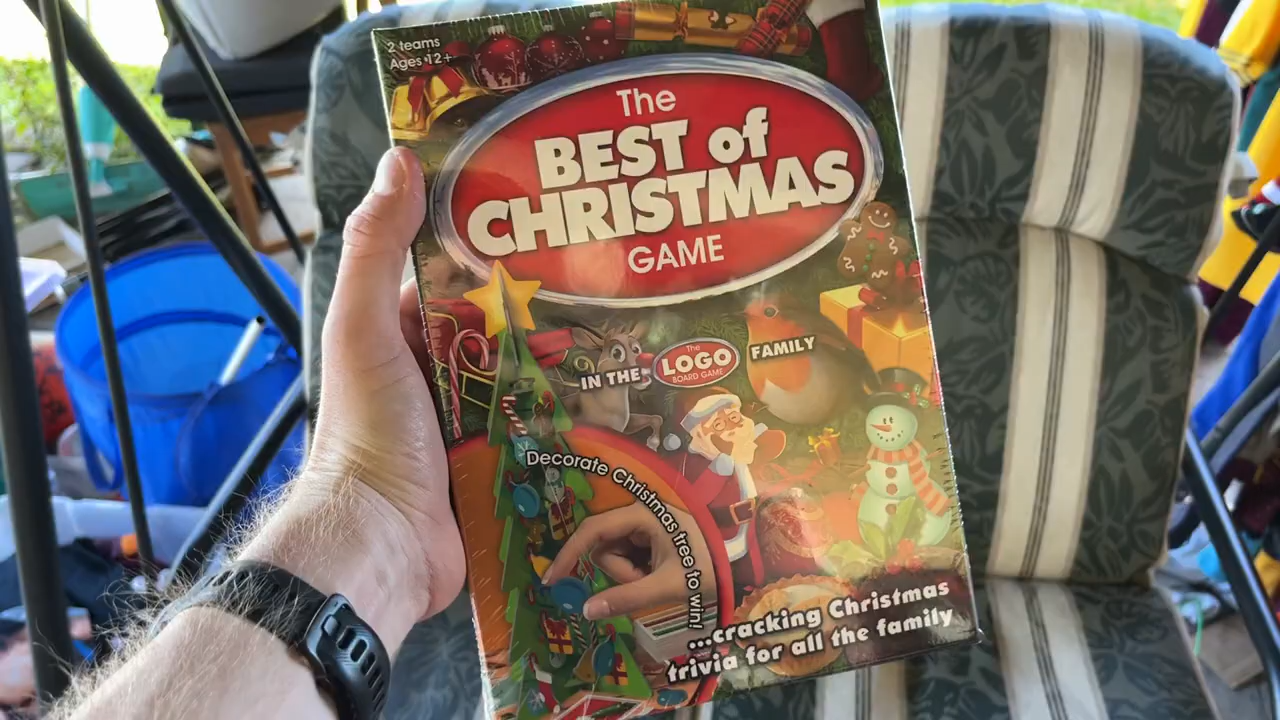 2 teams
Ages 12+
The
BEST of
CHRISTMAS
GAME
IN THE
The
LOGO
BOARD GAME
FAMILY
Decorate Christmas tree to win!
...cracking Christmas
trivia for all the family